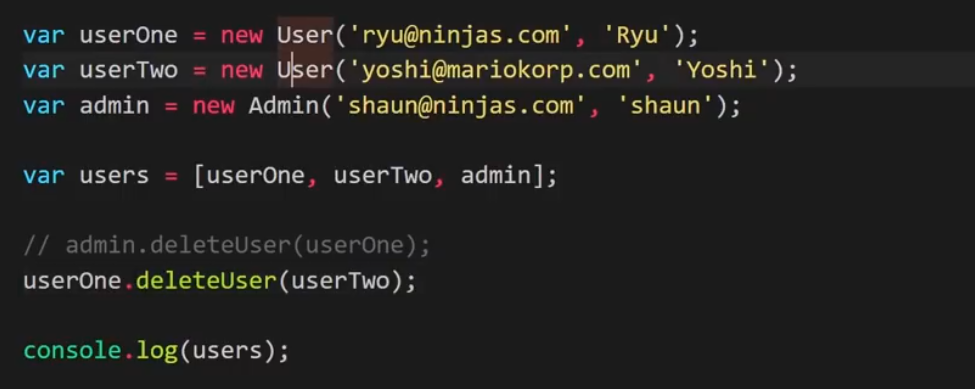 var userOne = new User('ryu@ninjas.com', 'Ryu');
var userTwo = new User('yoshi@mariokorp.com', 'Yoshi');
var admin = new Admin('shaun@ninjas.com', 'shaun');
var users = [userOne, userTwo, admin];
// admin.deleteUser(userOne);
userOne.deleteUser(userTwo);
console.log(users);